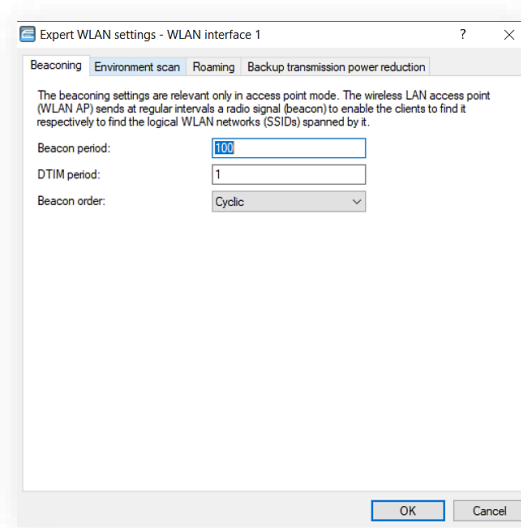 Expert WLAN settings - WLAN interface 1 ?
Beaconing Environment scan Roaming Backup transmission power reduction
The beaconing settings are relevant only in access point mode. The wireless LAN access point
(WLAN AP) sends at regular intervals a radio signal (beacon) to enable the clients to find it
respectively to find the logical WLAN networks (SSIDs) spanned by it.
Beacon period: 100
DTIM period: 1
Beacon order: Cyclic
OK Cancel